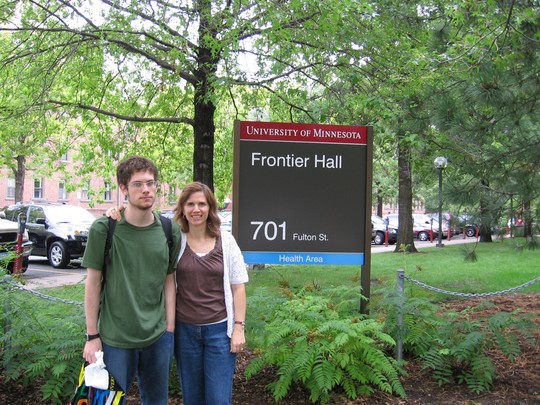 UNIVERSITY OF MINNESOTA
Frontier Hall
701 Fulton St.
Health Area